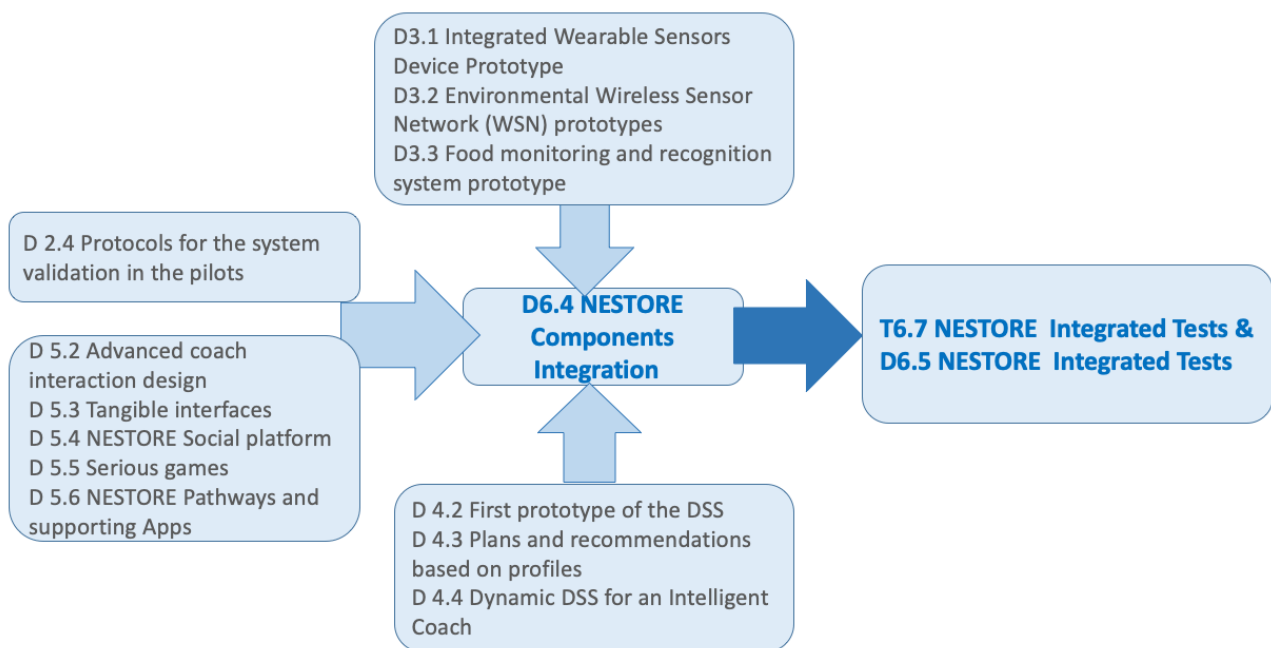 D3.1 Integrated Wearable Sensors
Device Prototype
D3.2 Environmental Wireless Sensor
Network (WSN) prototypes
D3.3 Food monitoring and recognition
system prototype
D 2.4 Protocols for the system
validation in the pilots
D 5.2 Advanced coach
interaction design
D 5.3 Tangible interfaces
D 5.4 NESTORE Social platform
D 5.5 Serious games
D 5.6 NESTORE Pathways and
supporting Apps
D6.4 NESTORE
Components
Integration
T6.7 NESTORE Integrated Tests &
D6.5 NESTORE Integrated Tests
D 4.2 First prototype of the DSS
D 4.3 Plans and recommendations
based on profiles
D 4.4 Dynamic DSS for an Intelligent
Coach